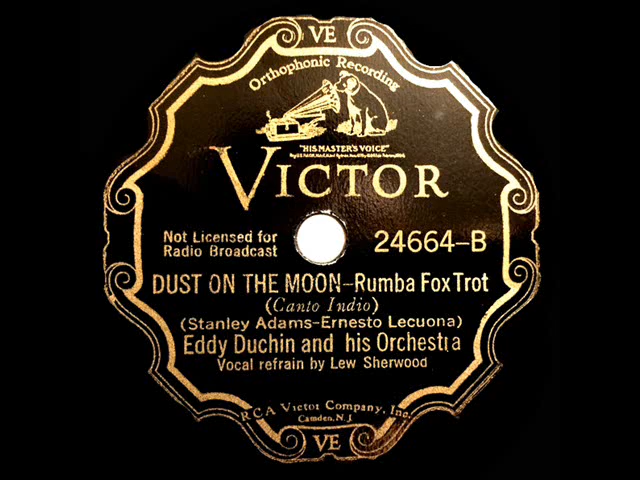 VE
Orthophonic Recording
"HIS MASTER'S VOICE"
VICTOR
Not Licensed for
Radio Broadcast
24664-B
DUST ON THE MOON-Rumba Fox Trot
(Canto Indio)
(Stanley Adams-Ernesto Lecuona)
Eddy Duchin and his Orchestra
Vocal refrain by Lew Sherwood
RCA Victor Company, Inc.
Camden, N.J.
VE